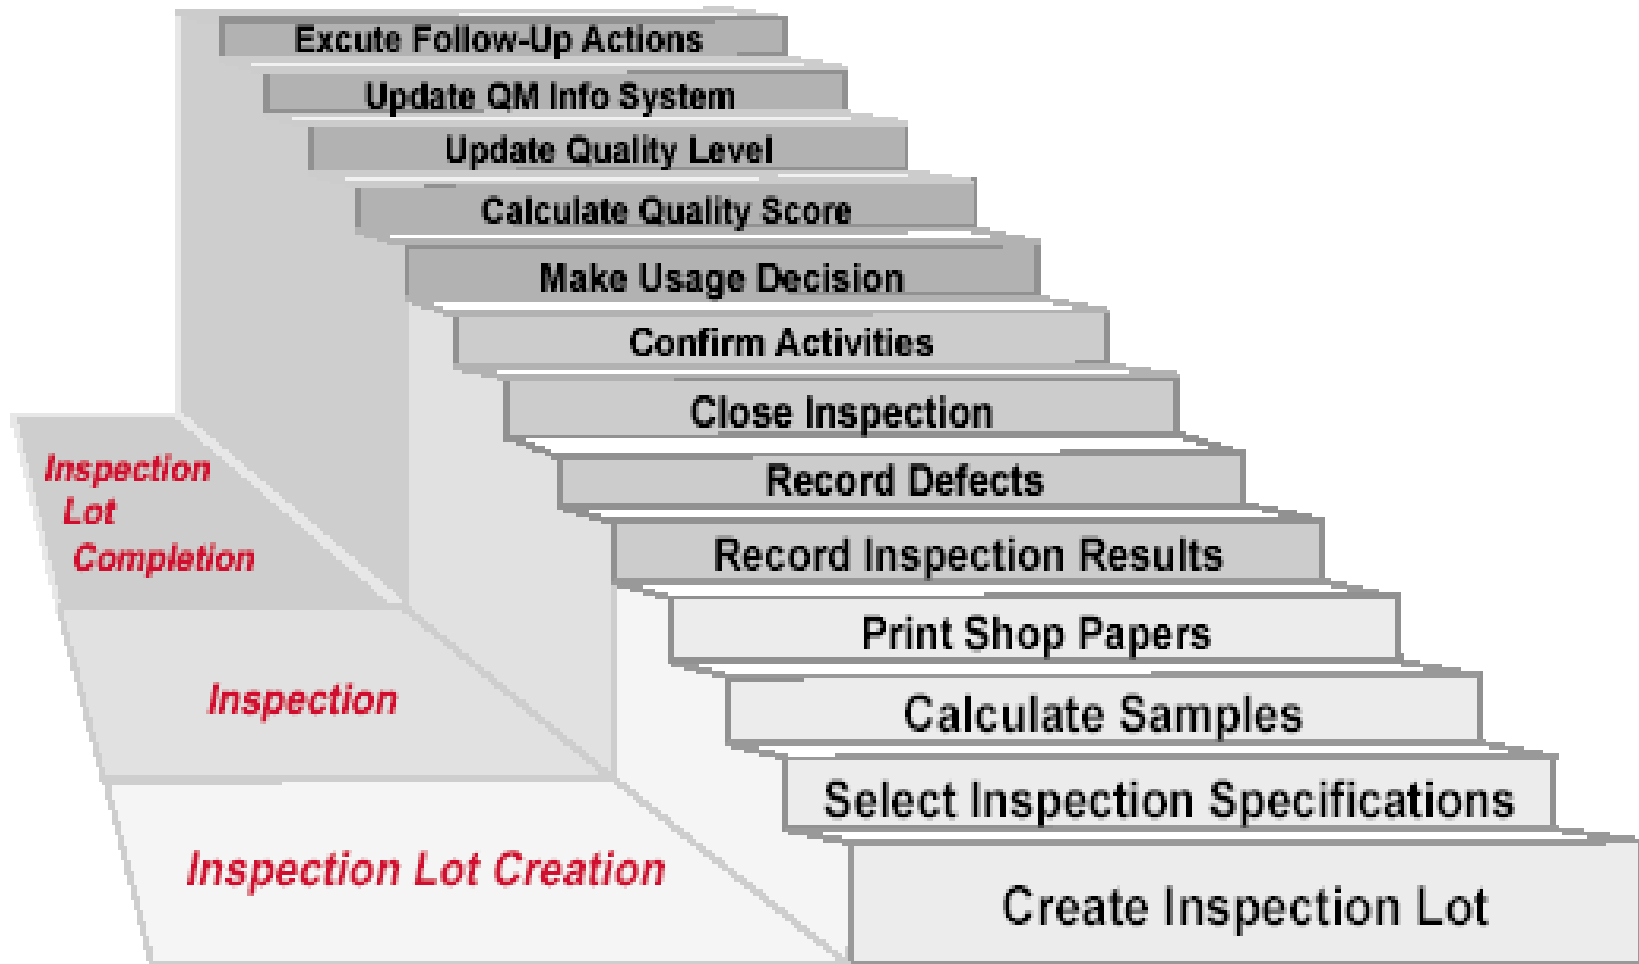 Excute Follow-Up Actions
Update QM Info System
Update Quality Level
Calculate Quality Score
Make Usage Decision
Confirm Activities
Close Inspection
Record Defects
Record Inspection Results
Print Shop Papers
Calculate Samples
Select Inspection Specifications
Create Inspection Lot
Inspection
Lot
Completion
Inspection
Inspection Lot Creation